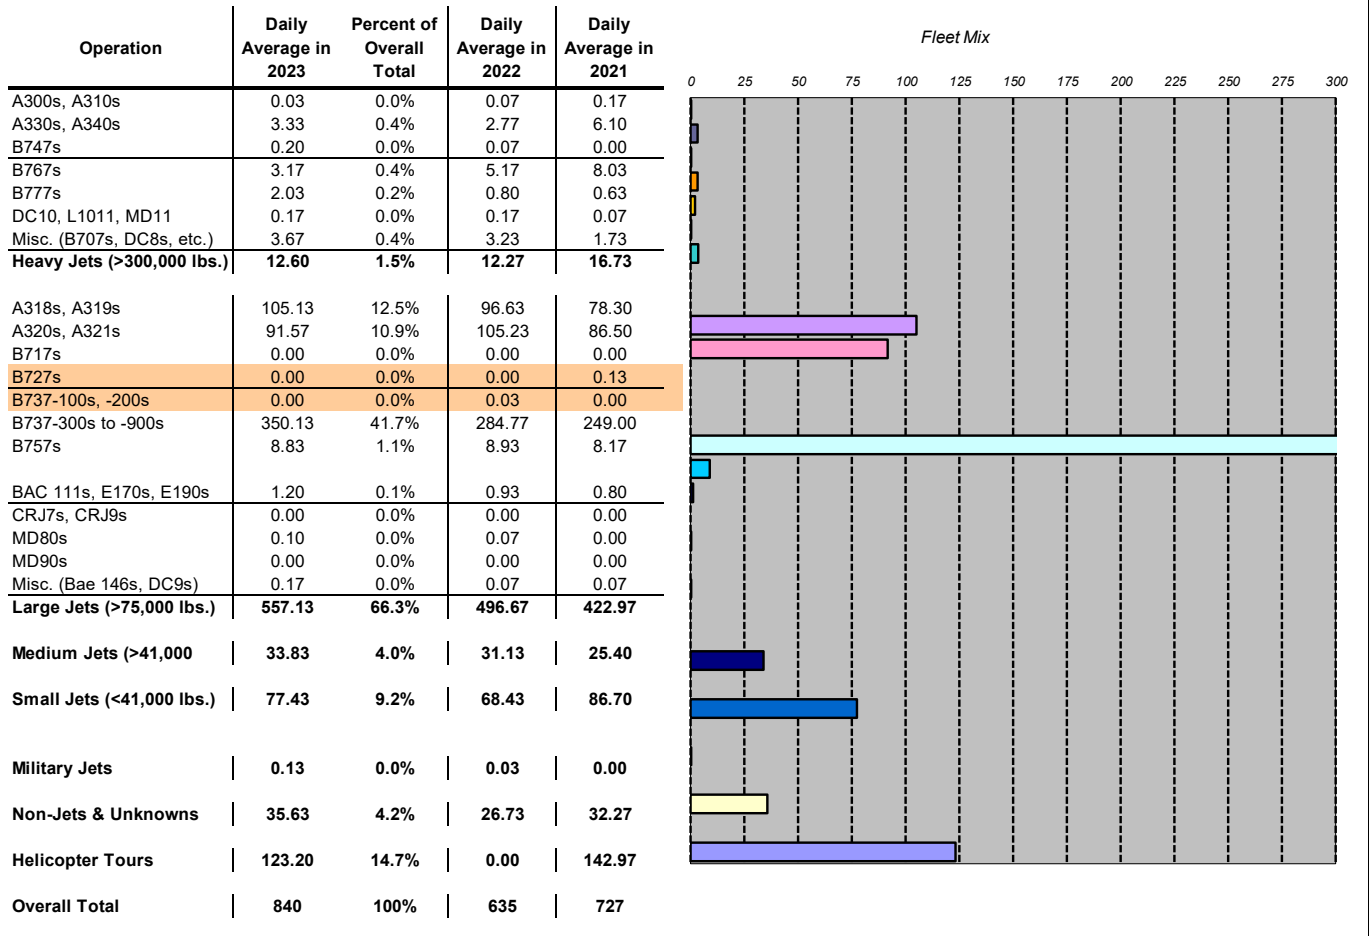 Operation Daily Average in 2023 Percent of Overall Total Daily Average in 2022 Daily Average in 2021
A300s, A310s 0.03 0.0% 0.07 0.17
A330s, A340s 3.33 0.4% 2.77 6.10
B747s 0.20 0.0% 0.07 0.00
B767s 3.17 0.4% 5.17 8.03
B777s 2.03 0.2% 0.80 0.63
DC10, L1011, MD11 0.17 0.0% 0.17 0.07
Misc. (B707s, DC8s, etc.) 3.67 0.4% 3.23 1.73
Heavy Jets (>300,000 lbs.) 12.60 1.5% 12.27 16.73
A318s, A319s 105.13 12.5% 96.63 78.30
A320s, A321s 91.57 10.9% 105.23 86.50
B717s 0.00 0.0% 0.00 0.00
B727s 0.00 0.0% 0.00 0.13
B737-100s, -200s 0.00 0.0% 0.03 0.00
B737-300s to -900s 350.13 41.7% 284.77 249.00
B757s 8.83 1.1% 8.93 8.17
BAC 111s, E170s, E190s 1.20 0.1% 0.93 0.80
CRJ7s, CRJ9s 0.00 0.0% 0.00 0.00
MD80s 0.10 0.0% 0.07 0.00
MD90s 0.00 0.0% 0.00 0.00
Misc. (Bae 146s, DC9s) 0.17 0.0% 0.07 0.07
Large Jets (>75,000 lbs.) 557.13 66.3% 496.67 422.97
Medium Jets (>41,000 33.83 4.0% 31.13 25.40
Small Jets (<41,000 lbs.) 77.43 9.2% 68.43 86.70
Military Jets 0.13 0.0% 0.03 0.00
Non-Jets & Unknowns 35.63 4.2% 26.73 32.27
Helicopter Tours 123.20 14.7% 0.00 142.97
Overall Total 840 100% 635 727
Fleet Mix
0 25 50 75 100 125 150 175 200 225 250 275 300